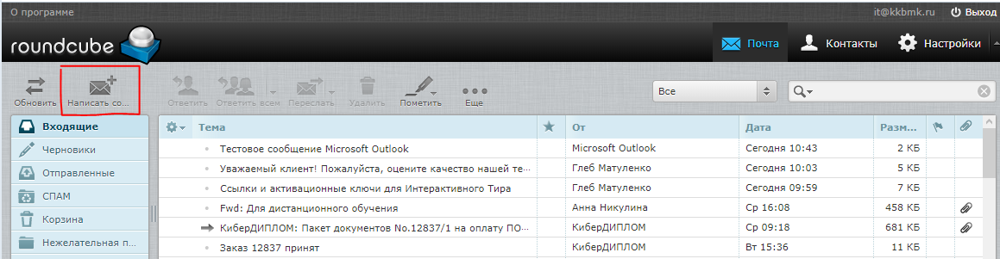 О программе
it@kkbmk.ru Выход
roundcube
Почта Контакты Настройки
Обновить Написать со... Ответить Ответить всем Переслать Удалить Пометить Еще
Все
Входящие
Черновики
Отправленные
СПАМ
Корзина
Нежелательная п...
Тема От Дата Разм...
Тестовое сообщение Microsoft Outlook Microsoft Outlook Сегодня 10:43 2 КБ
Уважаемый клиент! Пожалуйста, оцените качество нашей те... Глеб Матуленко Сегодня 10:03 5 КБ
Ссылки и активационные ключи для Интерактивного Тира Глеб Матуленко Сегодня 09:59 7 КБ
Fwd: Для дистанционного обучения Анна Никулина Ср 16:08 458 КБ
КиберДИПЛОМ: Пакет документов No.12837/1 на оплату ПО... КиберДИПЛОМ Ср 09:18 681 КБ
Заказ 12837 принят КиберДИПЛОМ Вт 15:36 11 КБ